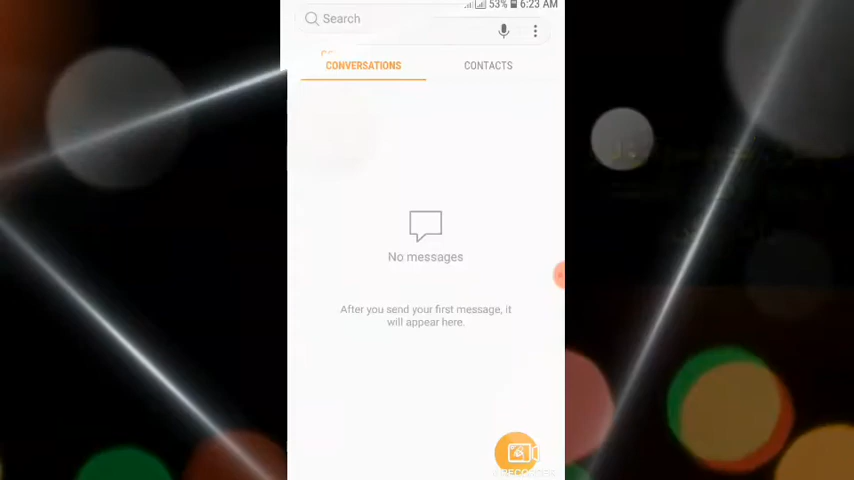 53% 6:23 AM
Search
CONVERSATIONS
CONTACTS
No messages
After you send your first message, it
will appear here.
RECORDER